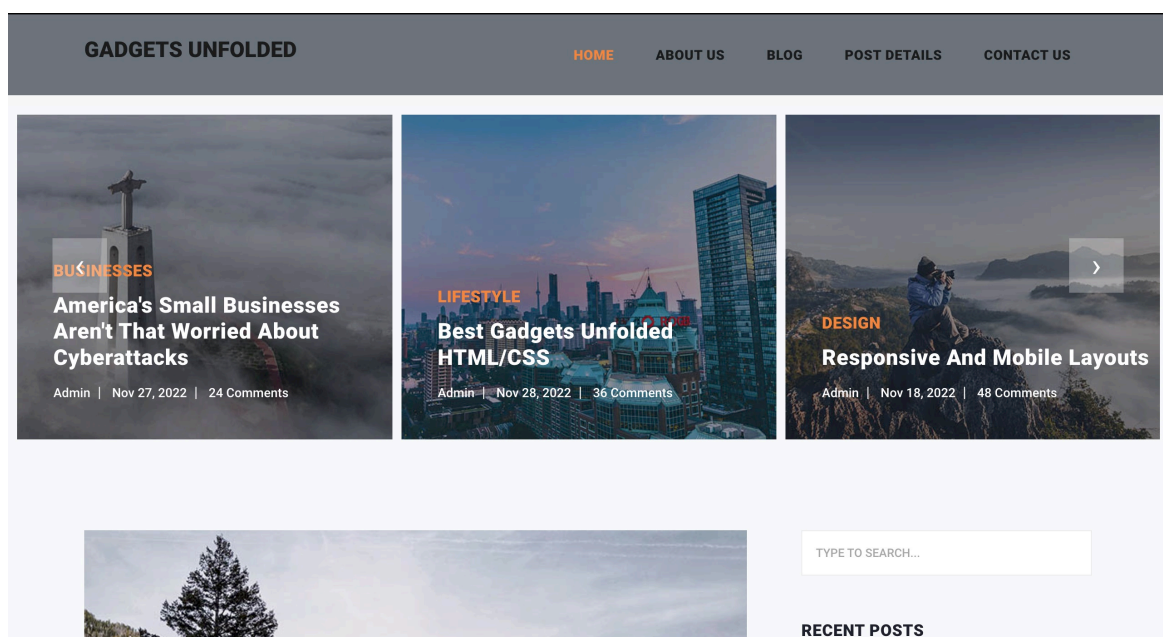 GADGETS UNFOLDED
HOME ABOUT US BLOG POST DETAILS CONTACT US
BUSINESSES
America's Small Businesses
Aren't That Worried About
Cyberattacks
Admin | Nov 27, 2022 | 24 Comments
LIFESTYLE
Best Gadgets Unfolded
HTML/CSS
Admin | Nov 28, 2022 | 36 Comments
DESIGN
Responsive And Mobile Layouts
Admin | Nov 18, 2022 | 48 Comments
TYPE TO SEARCH...
RECENT POSTS